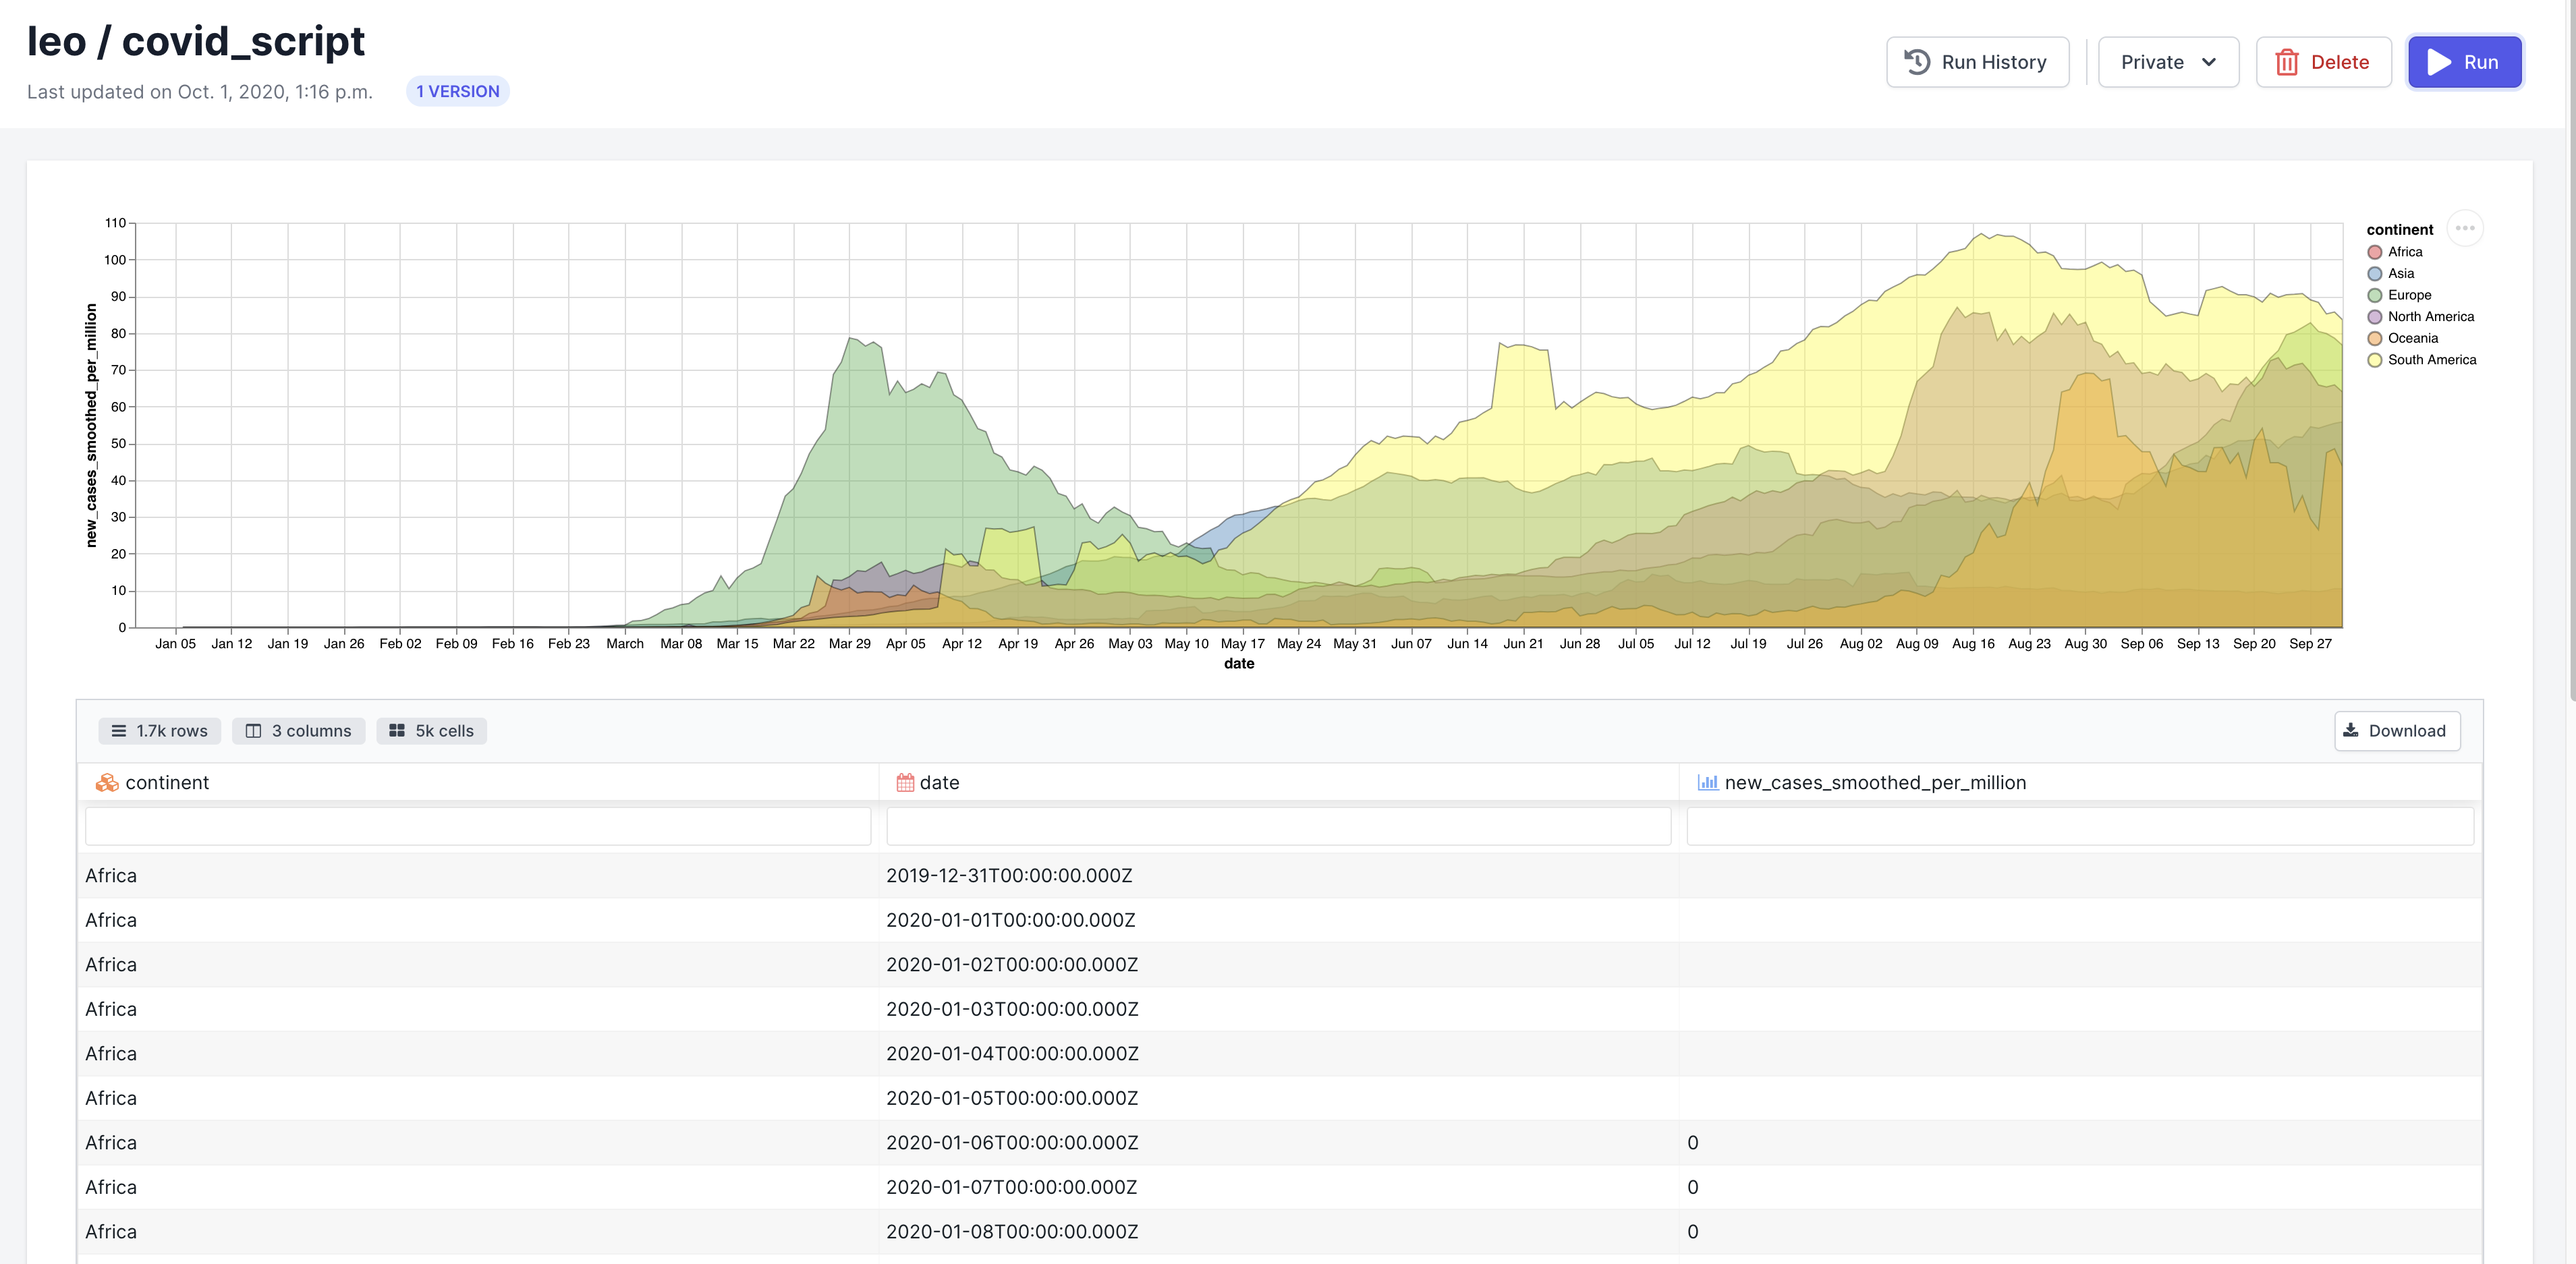 leo / covid_script
Last updated on Oct. 1, 2020, 1:16 p.m.
1 VERSION
Run History
Private
Delete
Run
110
100
90
80
70
60
50
40
30
20
10
0
new_cases_smoothed_per_million
Jan 05 Jan 12 Jan 19 Jan 26 Feb 02 Feb 09 Feb 16 Feb 23 March Mar 08 Mar 15 Mar 22 Mar 29 Apr 05 Apr 12 Apr 19 Apr 26 May 03 May 10 May 17 May 24 May 31 Jun 07 Jun 14 Jun 21 Jun 28 Jul 05 Jul 12 Jul 19 Jul 26 Aug 02 Aug 09 Aug 16 Aug 23 Aug 30 Sep 06 Sep 13 Sep 20 Sep 27
date
continent
Africa
Asia
Europe
North America
Oceania
South America
1.7k rows
3 columns
5k cells
Download
continent date new_cases_smoothed_per_million
Africa 2019-12-31T00:00:00.000Z
Africa 2020-01-01T00:00:00.000Z
Africa 2020-01-02T00:00:00.000Z
Africa 2020-01-03T00:00:00.000Z
Africa 2020-01-04T00:00:00.000Z
Africa 2020-01-05T00:00:00.000Z
Africa 2020-01-06T00:00:00.000Z 0
Africa 2020-01-07T00:00:00.000Z 0
Africa 2020-01-08T00:00:00.000Z 0